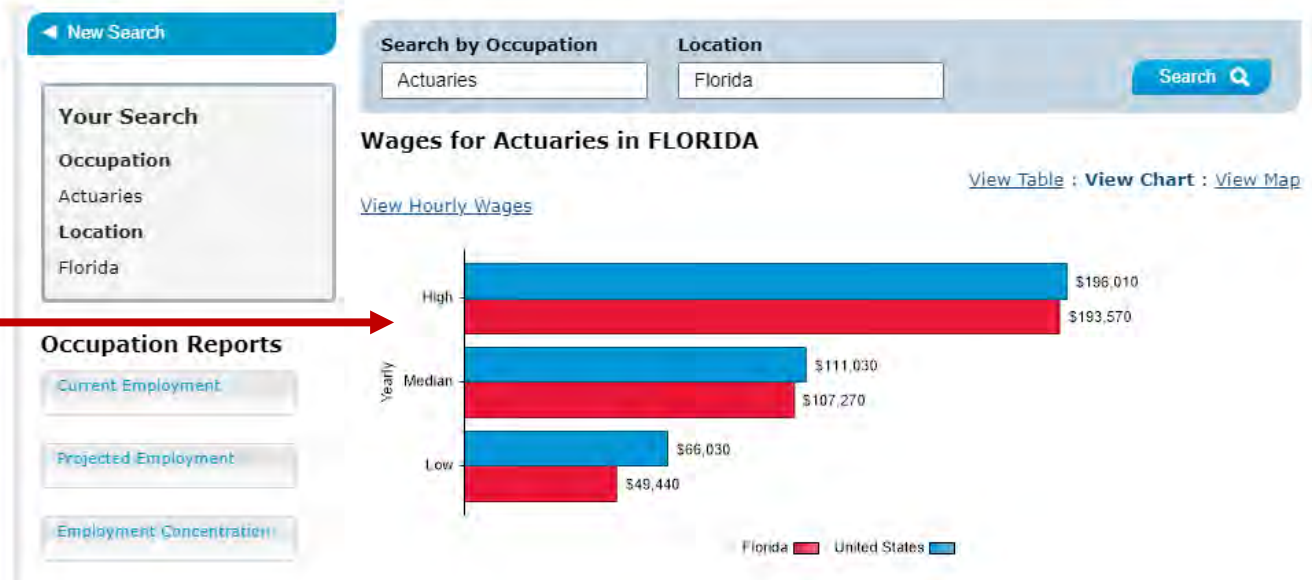 ◄ New Search
Your Search
Occupation
Actuaries
Location
Florida
Occupation Reports
Current Employment
Projected Employment
Employment Concentration
Search by Occupation
Location
Actuaries
Florida
Search
Wages for Actuaries in FLORIDA
View Table : View Chart : View Map
View Hourly Wages
Yearly
High
$196,010
$193,570
Median
$111,030
$107,270
Low
$66,030
$49,440
Florida
United States